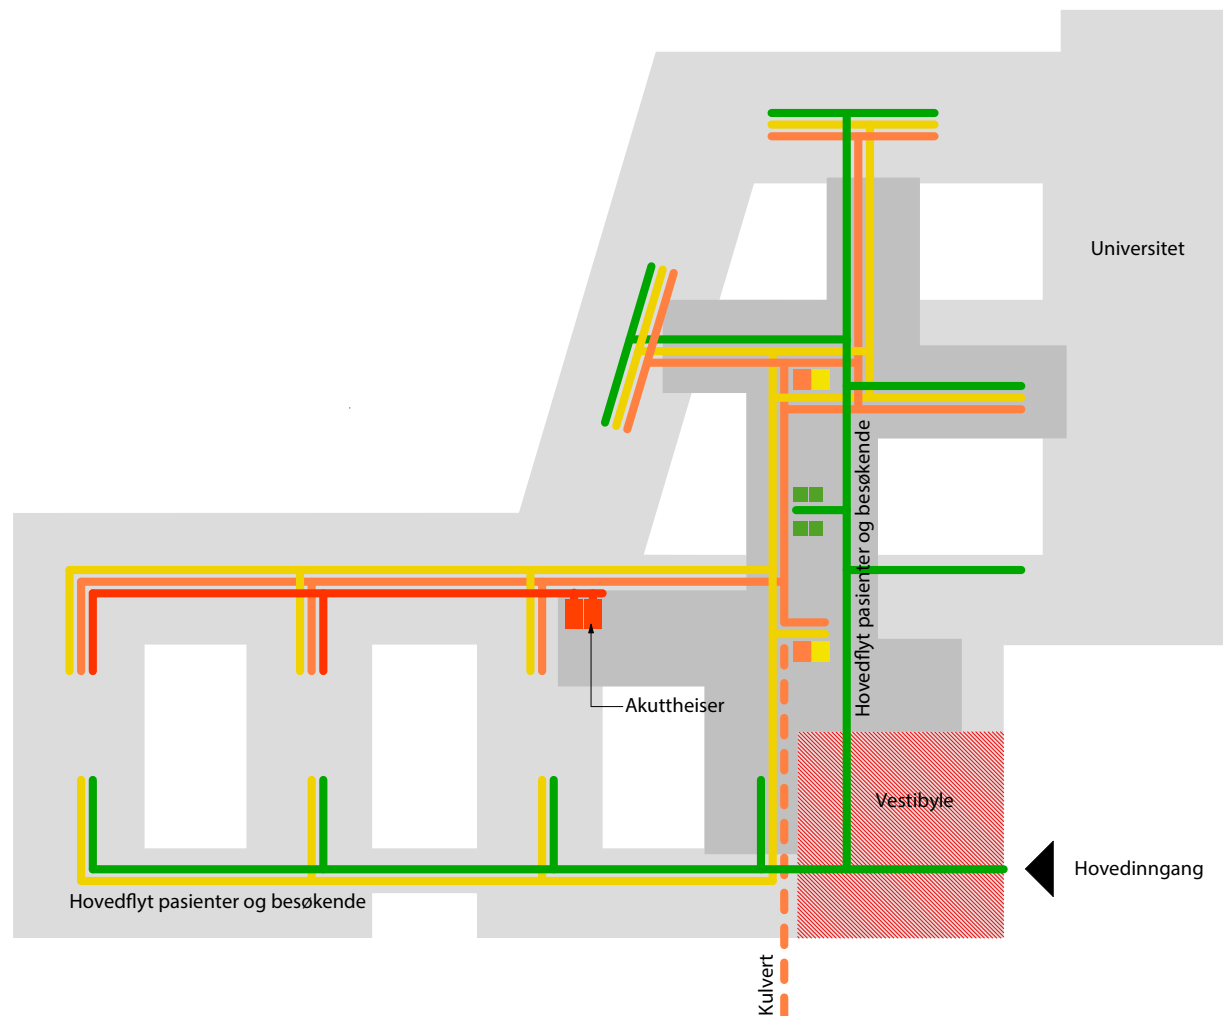 Universitet
Hovedflyt pasienter og besøkende
Akuttheiser
Vestibyle
Hovedinngang
Hovedflyt pasienter og besøkende
Kulvert